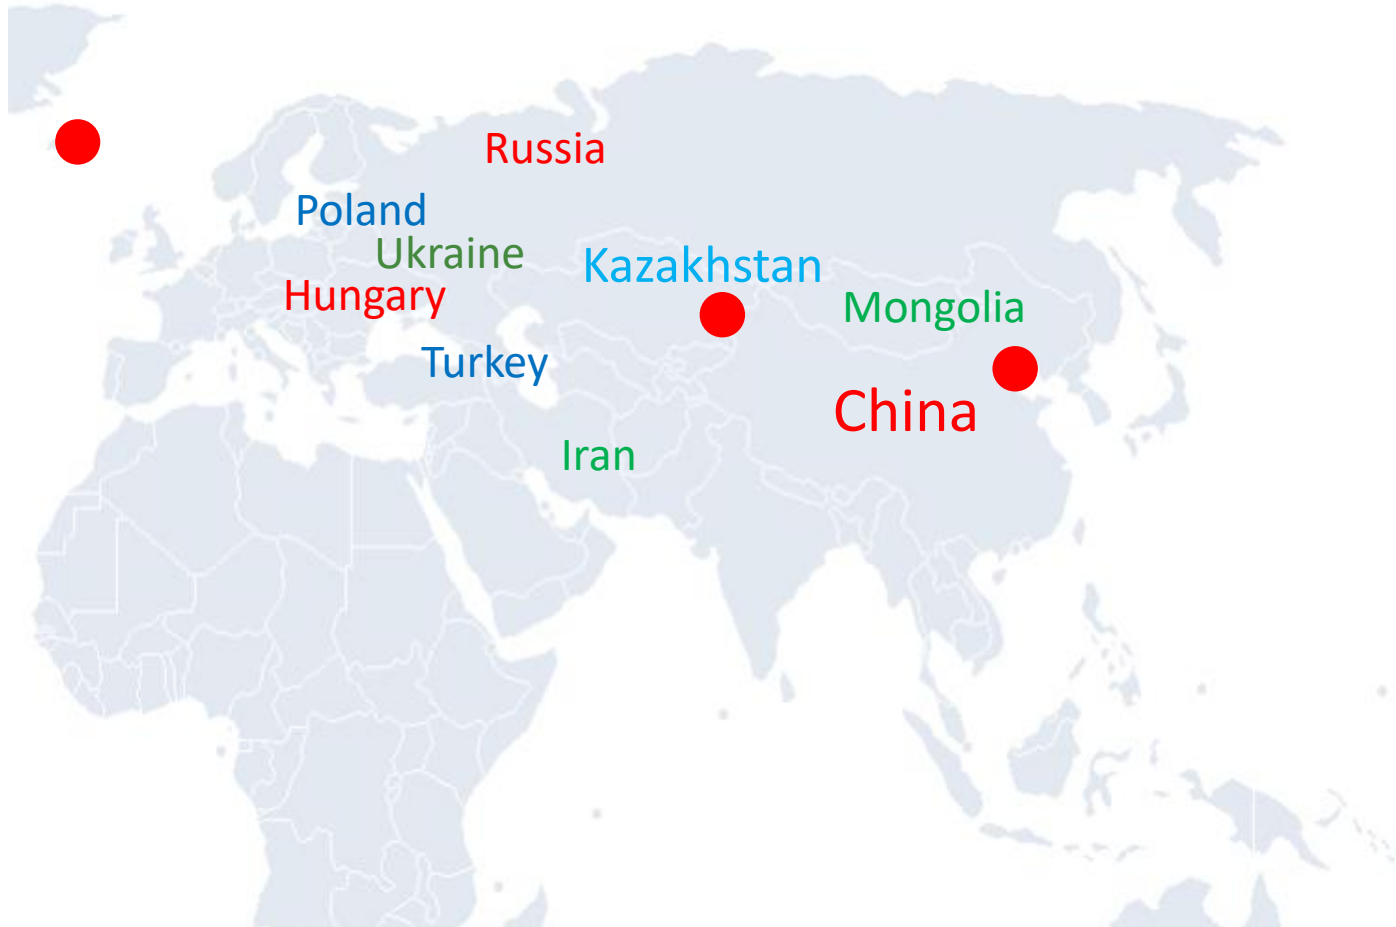 Russia
Poland
Ukraine
Kazakhstan
Hungary
Mongolia
Turkey
China
Iran